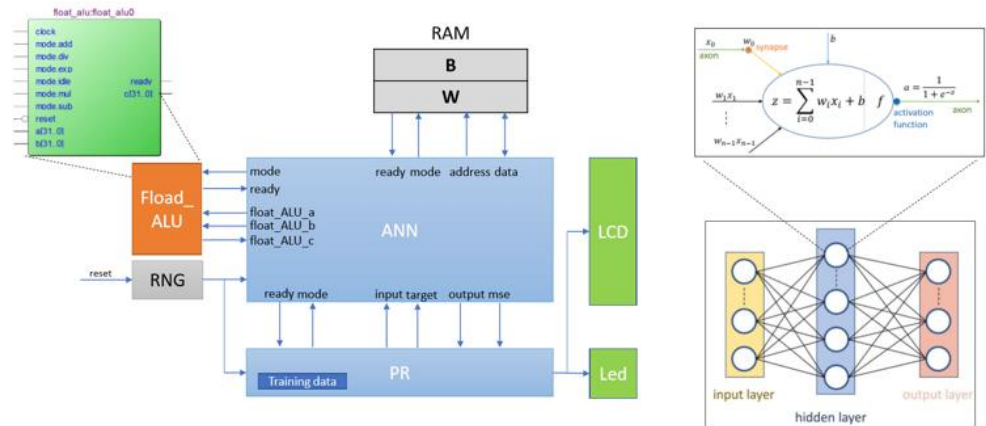 float_alu:float_alu0
clock
mode.add
mode.div
mode.exp
mode.idle
mode.mul
mode.sub
reset
a[31..0]
b[31..0]
ready
c[31..0]
RAM
B
W
Fload_
ALU
mode
ready
float_ALU_a
float_ALU_b
float_ALU_c
ready mode address data
ANN
reset
RNG
ready mode input target output mse
LCD
PR
Training data
Led
x₀
axon
w₀
synapse
b
w₁x₁
wₙ₋₁xₙ₋₁
z = ∑ᵢ₌₀ⁿ⁻¹ wᵢxᵢ + b f
a = 1 / (1 + e⁻ᶻ)
activation
function
axon
input layer
hidden layer
output layer